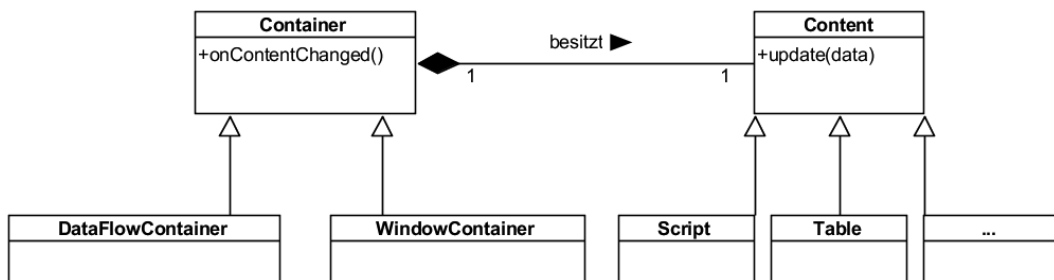 Container
+onContentChanged()
besitzt ▶
1
1
Content
+update(data)
DataFlowContainer
WindowContainer
Script
Table
...